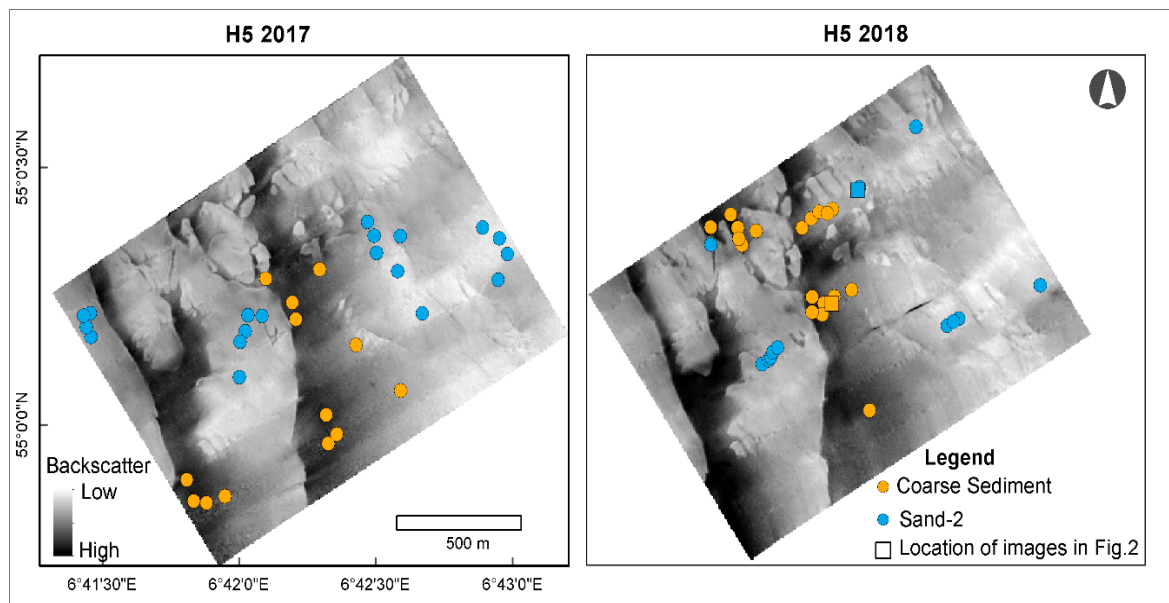 H5 2017
H5 2018
55°0'30"N
55°0'0"N
Backscatter
Low
High
500 m
6°41'30"E
6°42'0"E
6°42'30"E
6°43'0"E
Legend
Coarse Sediment
Sand-2
Location of images in Fig.2